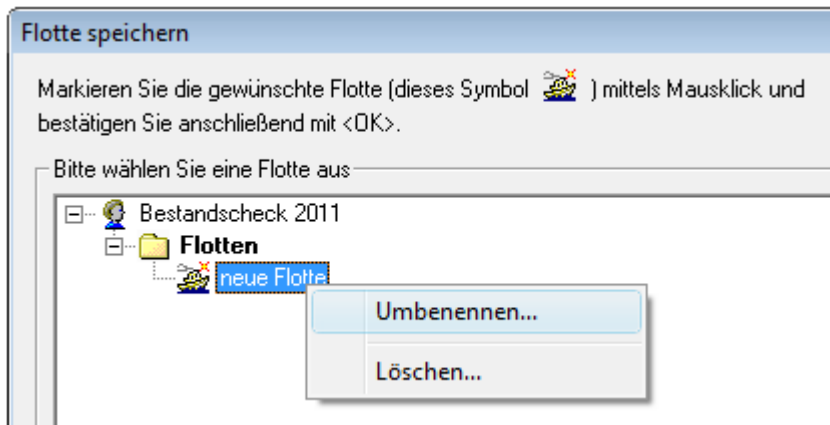 Flotte speichern
Markieren Sie die gewünschte Flotte (dieses Symbol ) mittels Mausklick und
bestätigen Sie anschließend mit <OK>.
Bitte wählen Sie eine Flotte aus
Bestandscheck 2011
Flotten
neue Flotte
Umbenennen...
Löschen...